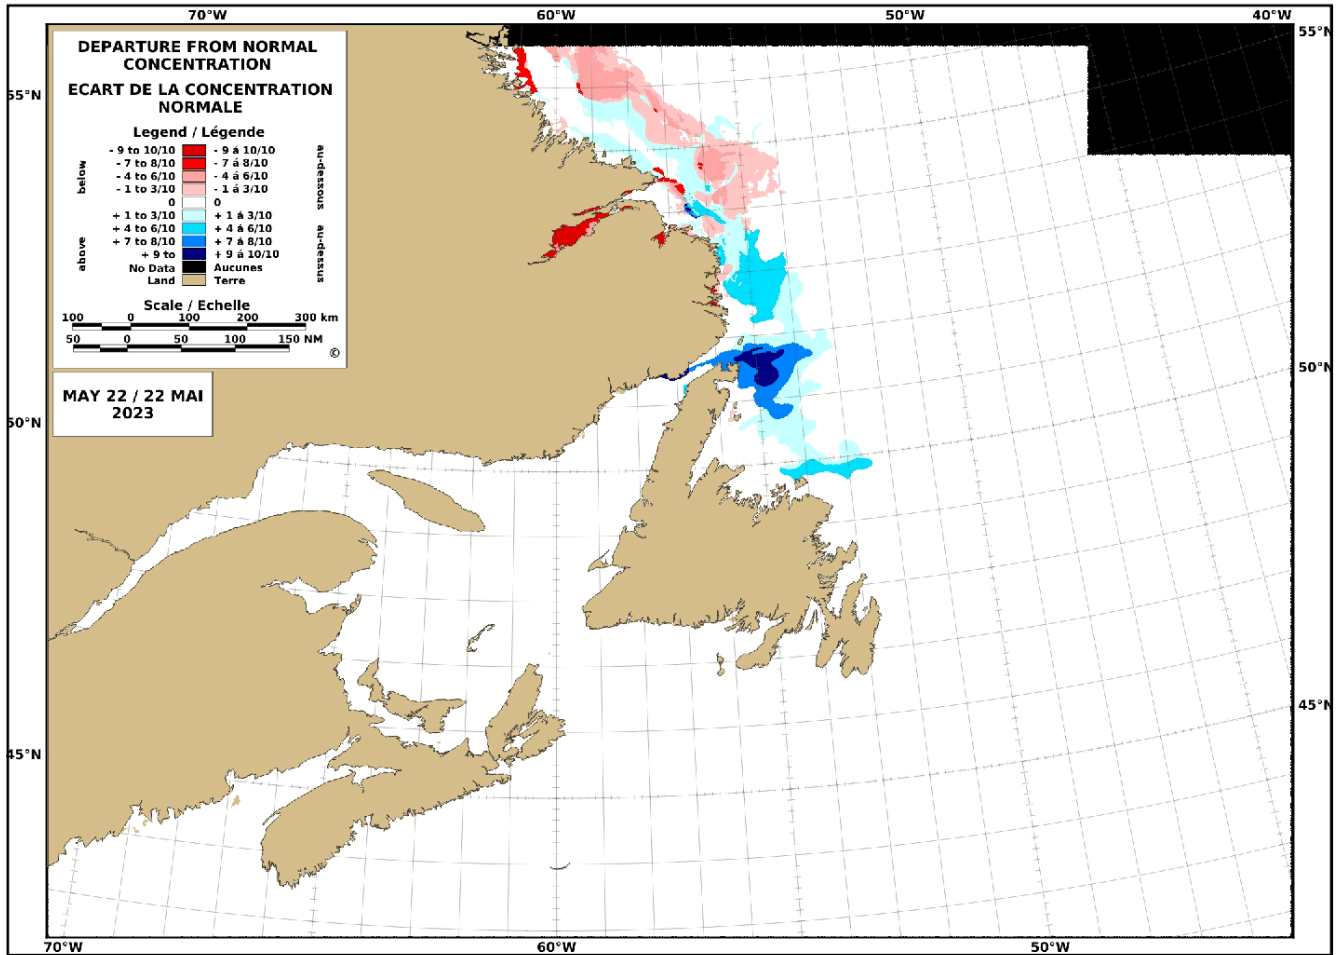 70°W 60°W 50°W 40°W
55°N
DEPARTURE FROM NORMAL
CONCENTRATION
ECART DE LA CONCENTRATION
NORMALE
Legend / Légende
below
above
- 9 to 10/10 - 9 á 10/10
- 7 to 8/10 - 7 á 8/10
- 4 to 6/10 - 4 á 6/10
- 1 to 3/10 - 1 á 3/10
0 0
+ 1 to 3/10 + 1 á 3/10
+ 4 to 6/10 + 4 á 6/10
+ 7 to 8/10 + 7 á 8/10
+ 9 to + 9 á 10/10
No Data Aucunes
Land Terre
au-dessous
au-dessus
Scale / Echelle
100 0 100 200 300 km
50 0 50 100 150 NM
©
MAY 22 / 22 MAI
2023
55°N
50°N
50°N
45°N
45°N
70°W 60°W 50°W